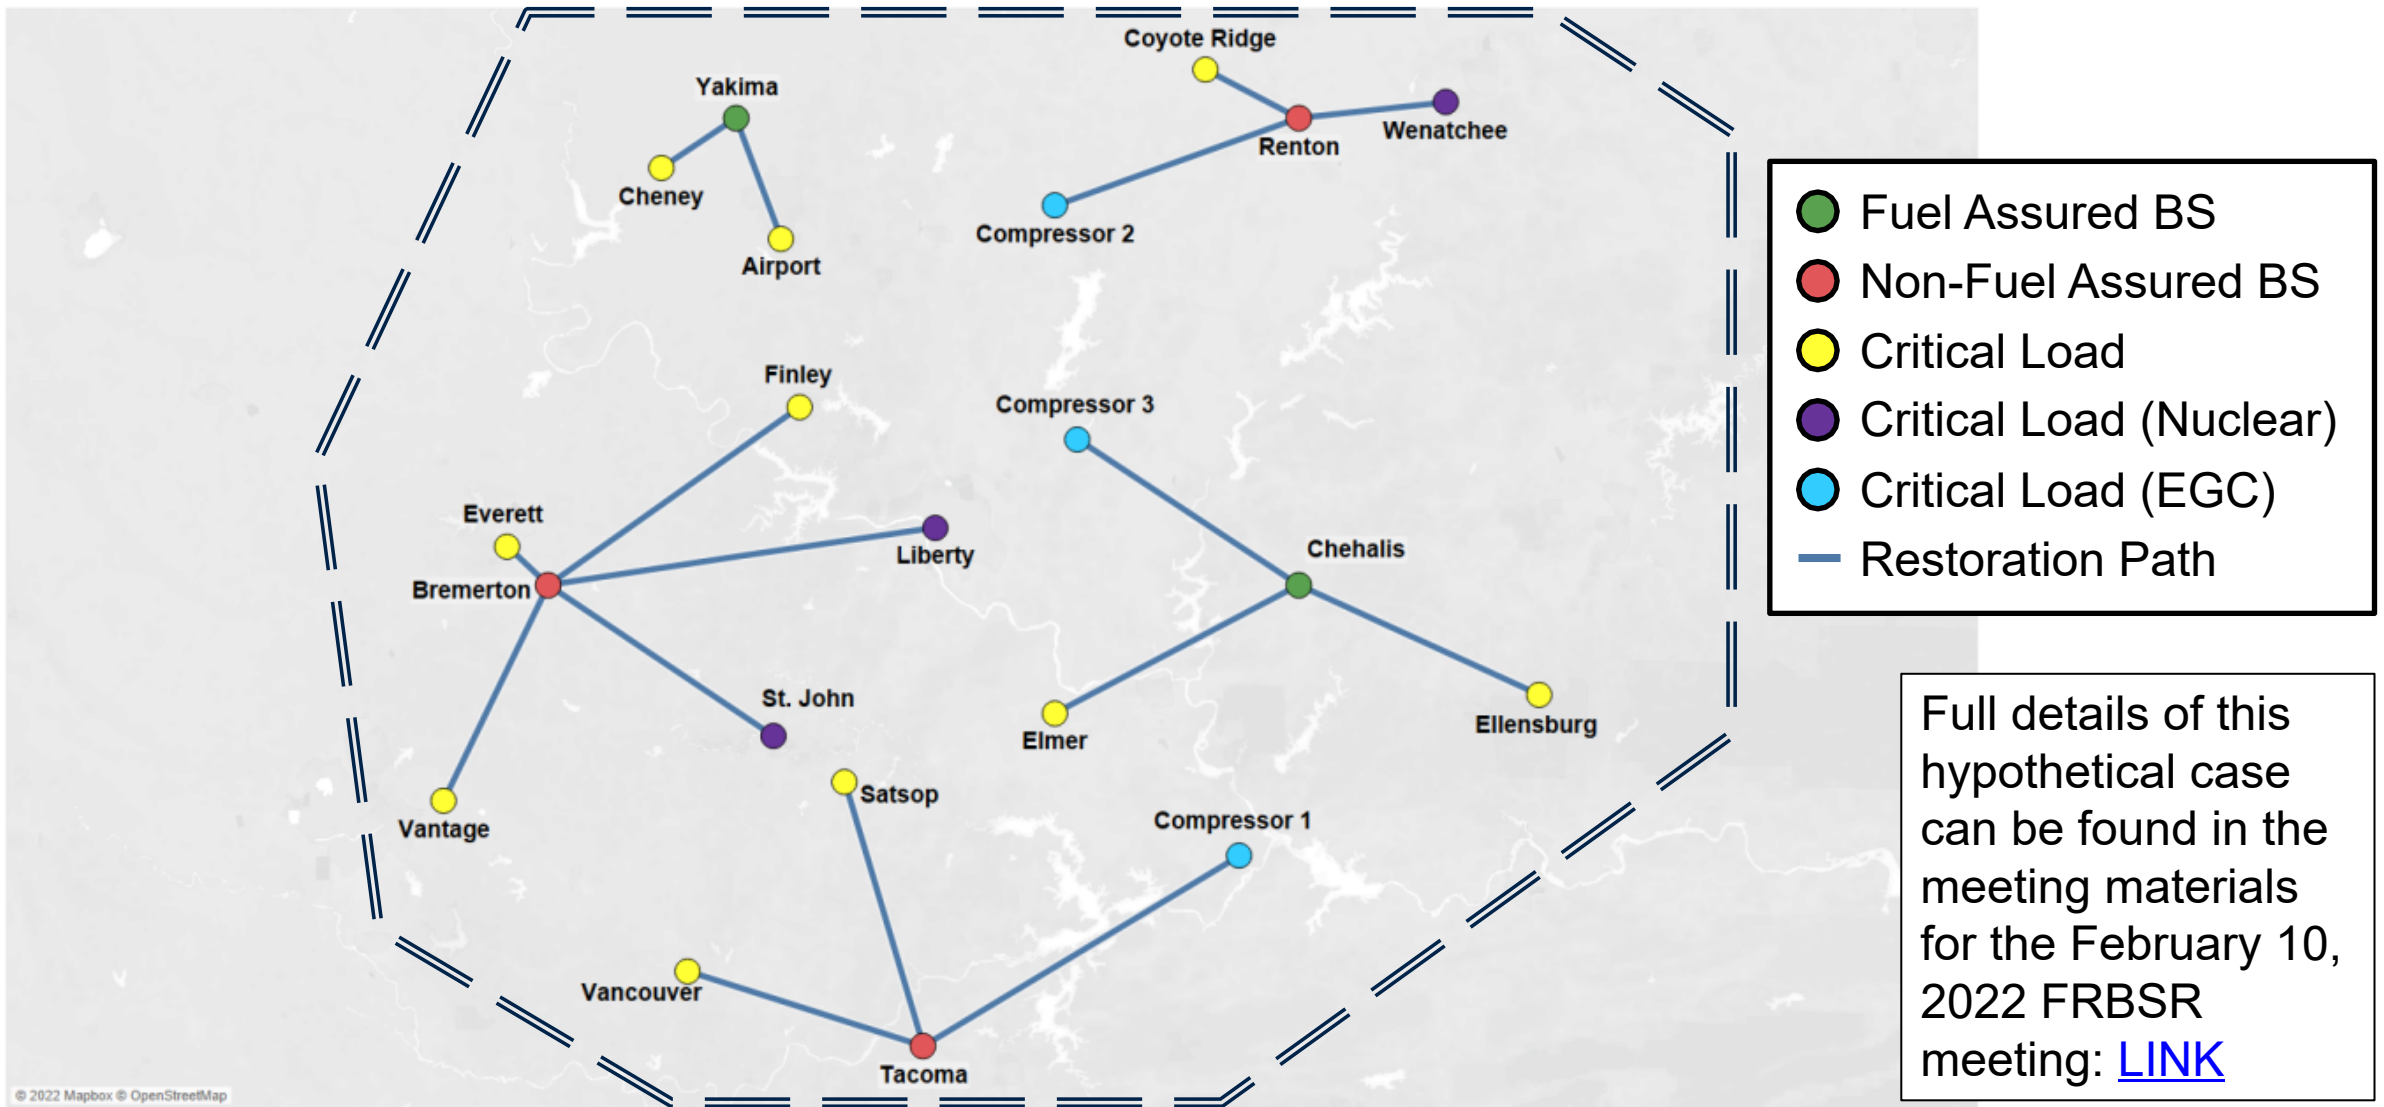 Coyote Ridge
Yakima
Wenatchee
Renton
Cheney
Compressor 2
Airport
Finley
Compressor 3
Everett
Liberty
Chehalis
Bremerton
St. John
Ellensburg
Elmer
Satsop
Vantage
Compressor 1
Vancouver
Tacoma
© 2022 Mapbox © OpenStreetMap
Fuel Assured BS
Non-Fuel Assured BS
Critical Load
Critical Load (Nuclear)
Critical Load (EGC)
Restoration Path
Full details of this
hypothetical case
can be found in the
meeting materials
for the February 10,
2022 FRBSR
meeting: LINK